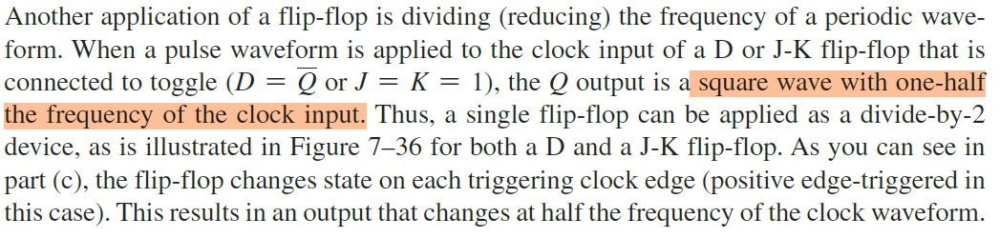 Another application of a flip-flop is dividing (reducing) the frequency of a periodic wave-
form. When a pulse waveform is applied to the clock input of a D or J-K flip-flop that is
connected to toggle (D = Q̅ or J = K = 1), the Q output is a square wave with one-half
the frequency of the clock input. Thus, a single flip-flop can be applied as a divide-by-2
device, as is illustrated in Figure 7–36 for both a D and a J-K flip-flop. As you can see in
part (c), the flip-flop changes state on each triggering clock edge (positive edge-triggered in
this case). This results in an output that changes at half the frequency of the clock waveform.